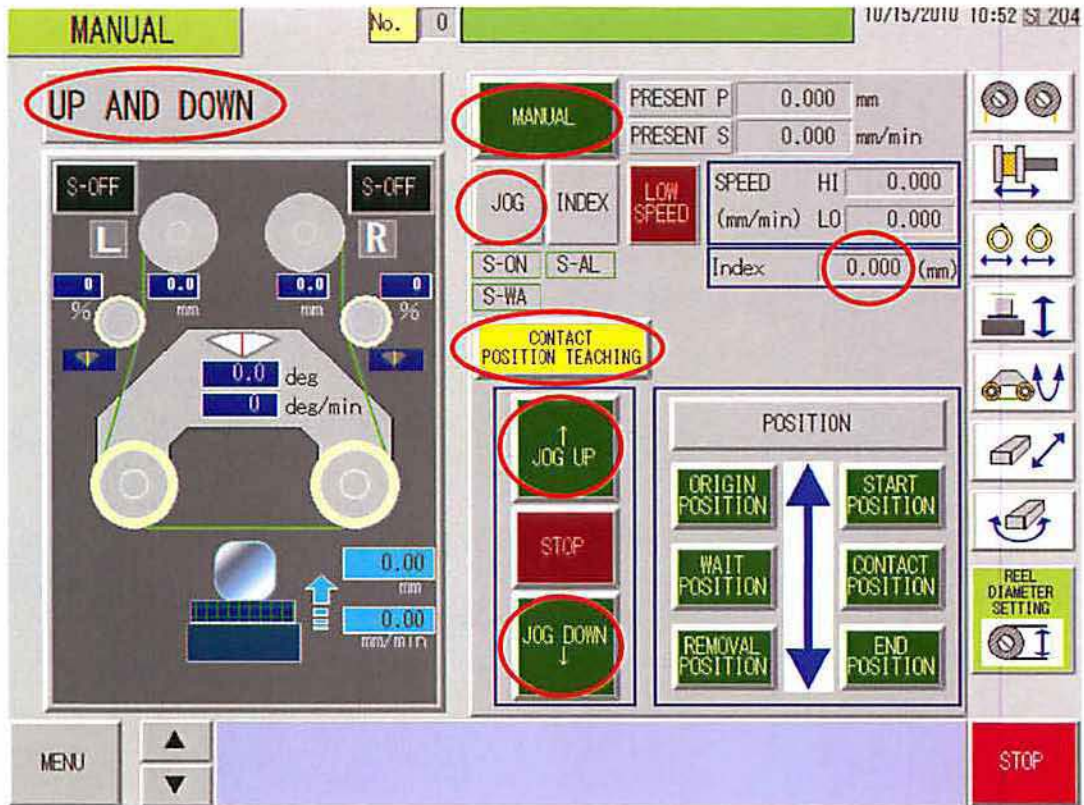 MANUAL
No. 0
10/15/2010 10:52 SI 204
UP AND DOWN
MANUAL
PRESENT P 0.000 mm
PRESENT S 0.000 mm/min
S-OFF
S-OFF
L
R
JOG
INDEX
LOW
SPEED
SPEED HI 0.000
(mm/min) LO 0.000
Index 0.000 (mm)
S-ON
S-AL
S-WA
0
%
0.0
mm
0.0
mm
0
%
0.0 deg
0 deg/min
CONTACT
POSITION TEACHING
↑
JOG UP
STOP
JOG DOWN
↓
POSITION
ORIGIN
POSITION
START
POSITION
WAIT
POSITION
CONTACT
POSITION
REMOVAL
POSITION
END
POSITION
0.00
mm
0.00
mm/min
REEL
DIAMETER
SETTING
MENU
▲
▼
STOP